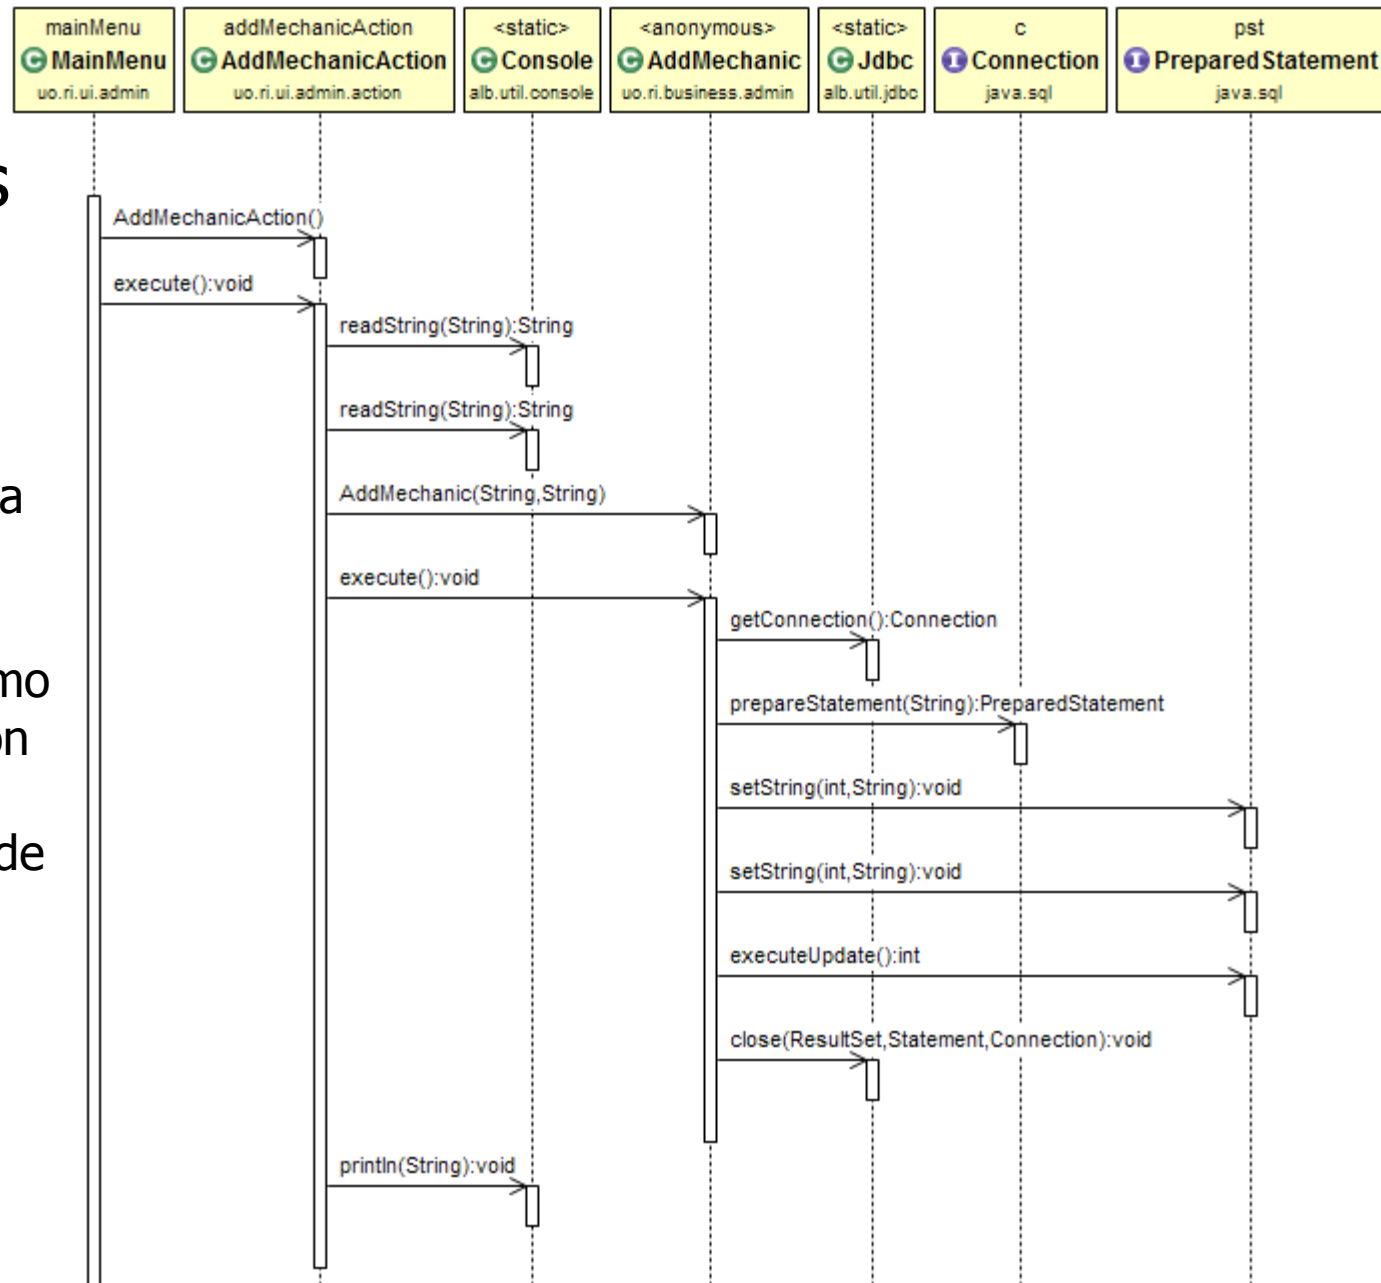 mainMenu
MainMenu
uo.ri.ui.admin
addMechanicAction
AddMechanicAction
uo.ri.ui.admin.action
<static>
Console
alb.util.console
<anonymous>
AddMechanic
uo.ri.business.admin
<static>
Jdbc
alb.util.jdbc
c
Connection
java.sql
pst
PreparedStatement
java.sql
s
AddMechanicAction()
execute():void
readString(String):String
readString(String):String
a
AddMechanic(String,String)
execute():void
getConnection():Connection
mo
prepareStatement(String):PreparedStatement
on
setString(int,String):void
de
setString(int,String):void
executeUpdate():int
close(ResultSet,Statement,Connection):void
println(String):void